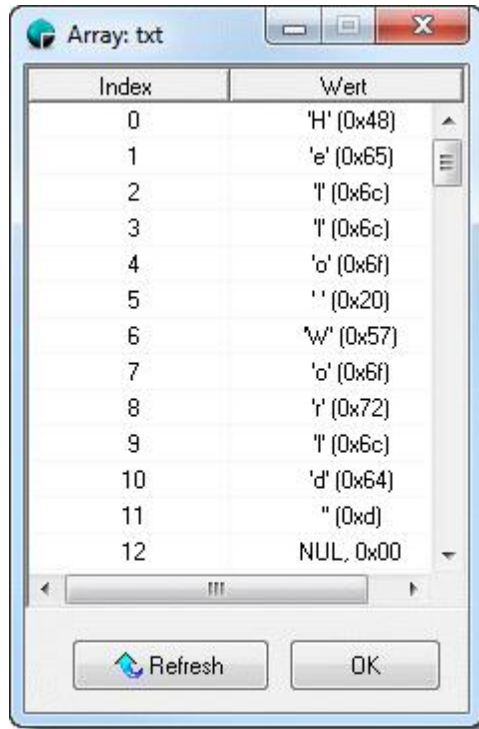 Array: txt
Index Wert
0 'H' (0x48)
1 'e' (0x65)
2 'l' (0x6c)
3 'l' (0x6c)
4 'o' (0x6f)
5 ' ' (0x20)
6 'W' (0x57)
7 'o' (0x6f)
8 'r' (0x72)
9 'l' (0x6c)
10 'd' (0x64)
11 '' (0xd)
12 NUL, 0x00
Refresh OK